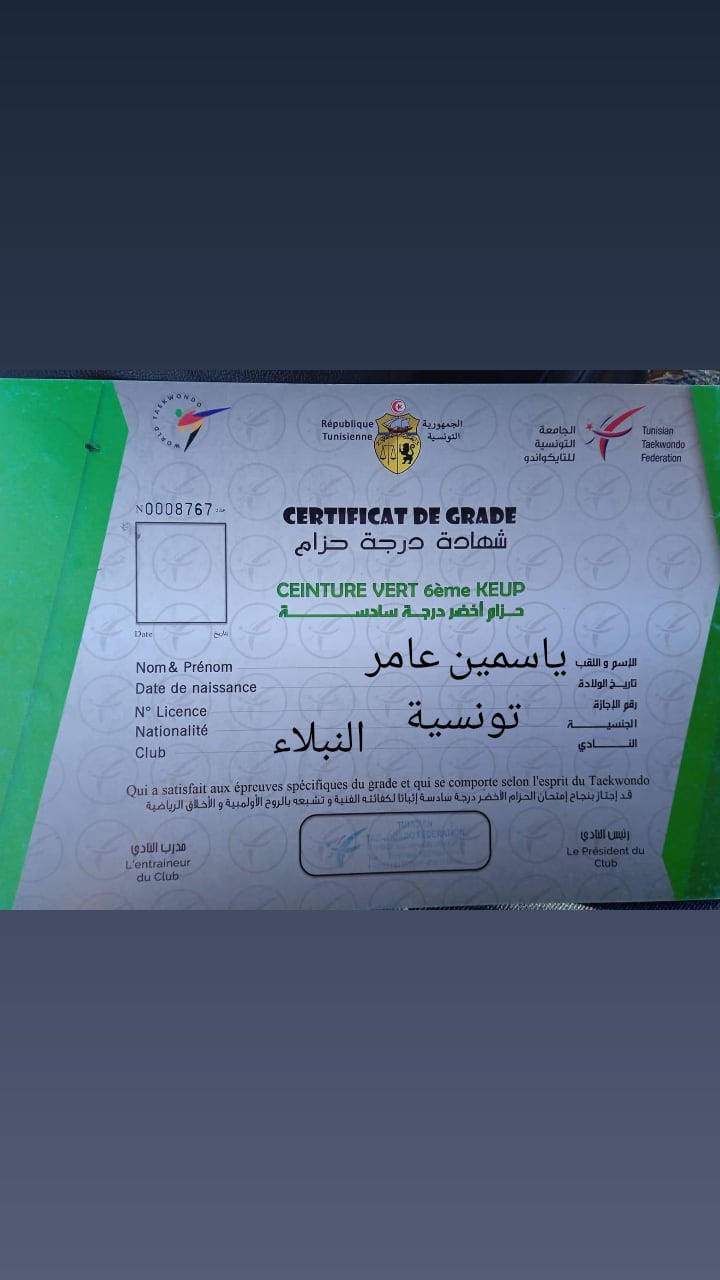 WORLD TAEKWONDO
République
Tunisienne
الجمهورية
التونسية
الجامعة
التونسية
للتايكواندو
Tunisian
Taekwondo
Federation
N0008767 عدد
CERTIFICAT DE GRADE
شهادة درجة حزام
CEINTURE VERT 6ème KEUP
حزام أخضر درجة سادسة
Date تاريخ
Nom & Prénom ياسمين عامر الإسم و اللقب
Date de naissance تاريخ الولادة
N° Licence رقم الإجازة
Nationalité تونسية الجنسية
Club النبلاء النادي
Qui a satisfait aux épreuves spécifiques du grade et qui se comporte selon l'esprit du Taekwondo
قد إجتاز بنجاح إمتحان الحزام الأخضر درجة سادسة إثباتا لكفائته الفنية و تشبعه بالروح الأولمبية و الأخلاق الرياضية
مدرب النادي
L'entraineur
du Club
TUNISIAN
TAEKWONDO FEDERATION
رئيس النادي
Le Président du
Club